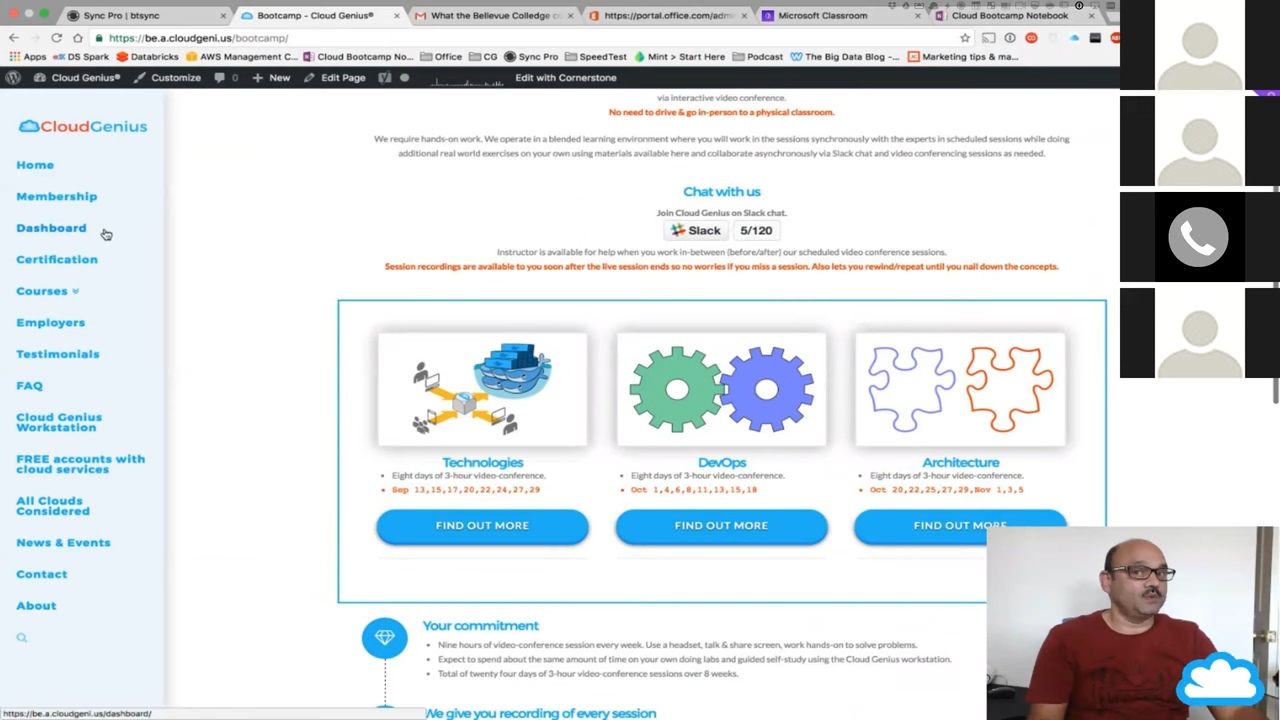 Sync Pro | btsync
Bootcamp - Cloud Genius®
What the Bellevue Colledge c
https://portal.office.com/adm
Microsoft Classroom
Cloud Bootcamp Notebook
https://be.a.cloudgeni.us/bootcamp/
Apps
DS Spark
Databricks
AWS Management C...
Cloud Bootcamp No...
Office
CG
Sync Pro
SpeedTest
Mint > Start Here
Podcast
The Big Data Blog -...
Marketing tips & ma...
Cloud Genius®
Customize
0
New
Edit Page
Edit with Cornerstone
CloudGenius
Home
Membership
Dashboard
Certification
Courses
Employers
Testimonials
FAQ
Cloud Genius
Workstation
FREE accounts with
cloud services
All Clouds
Considered
News & Events
Contact
About
via interactive video conference.
No need to drive & go in-person to a physical classroom.
We require hands-on work. We operate in a blended learning environment where you will work in the sessions synchronously with the experts in scheduled sessions while doing
additional real world exercises on your own using materials available here and collaborate asynchronously via Slack chat and video conferencing sessions as needed.
Chat with us
Join Cloud Genius on Slack chat.
Slack
5/120
Instructor is available for help when you work in-between (before/after) our scheduled video conference sessions.
Session recordings are available to you soon after the live session ends so no worries if you miss a session. Also lets you rewind/repeat until you nail down the concepts.
Technologies
Eight days of 3-hour video-conference.
Sep 13,15,17,20,22,24,27,29
FIND OUT MORE
DevOps
Eight days of 3-hour video-conference.
Oct 1,4,6,8,11,13,15,18
FIND OUT MORE
Architecture
Eight days of 3-hour video-conference.
Oct 20,22,25,27,29,Nov 1,3,5
FIND OUT MORE
Your commitment
Nine hours of video-conference session every week. Use a headset, talk & share screen, work hands-on to solve problems.
Expect to spend about the same amount of time on your own doing labs and guided self-study using the Cloud Genius workstation.
Total of twenty four days of 3-hour video-conference sessions over 8 weeks.
We give you recording of every session
https://be.a.cloudgeni.us/dashboard/